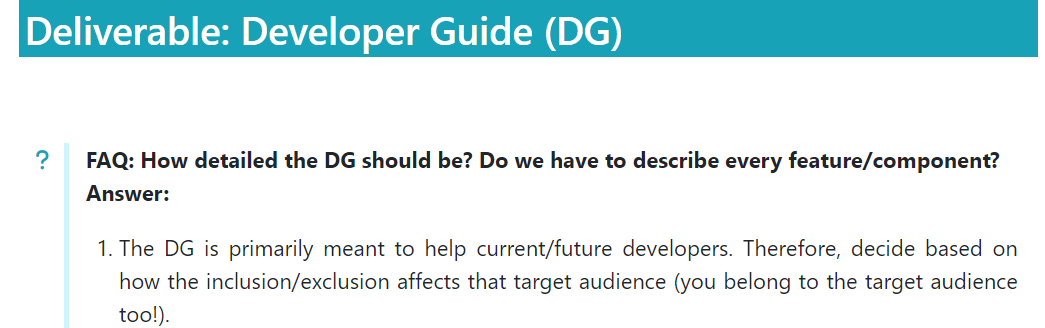 Deliverable: Developer Guide (DG)
?
FAQ: How detailed the DG should be? Do we have to describe every feature/component?
Answer:
1. The DG is primarily meant to help current/future developers. Therefore, decide based on
how the inclusion/exclusion affects that target audience (you belong to the target audience
too!).